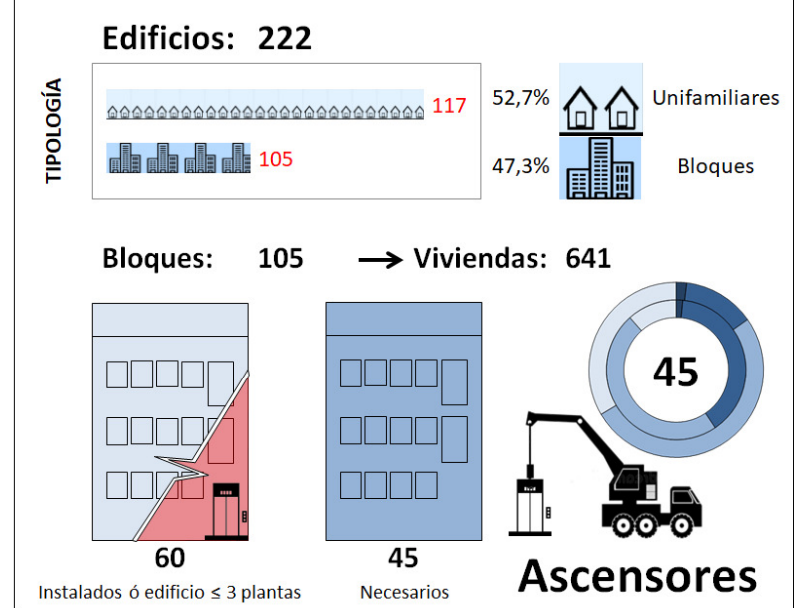 Edificios: 222
TIPOLOGÍA
117
52,7%
Unifamiliares
105
47,3%
Bloques
Bloques: 105 → Viviendas: 641
45
60
45
Ascensores
Instalados ó edificio ≤ 3 plantas
Necesarios